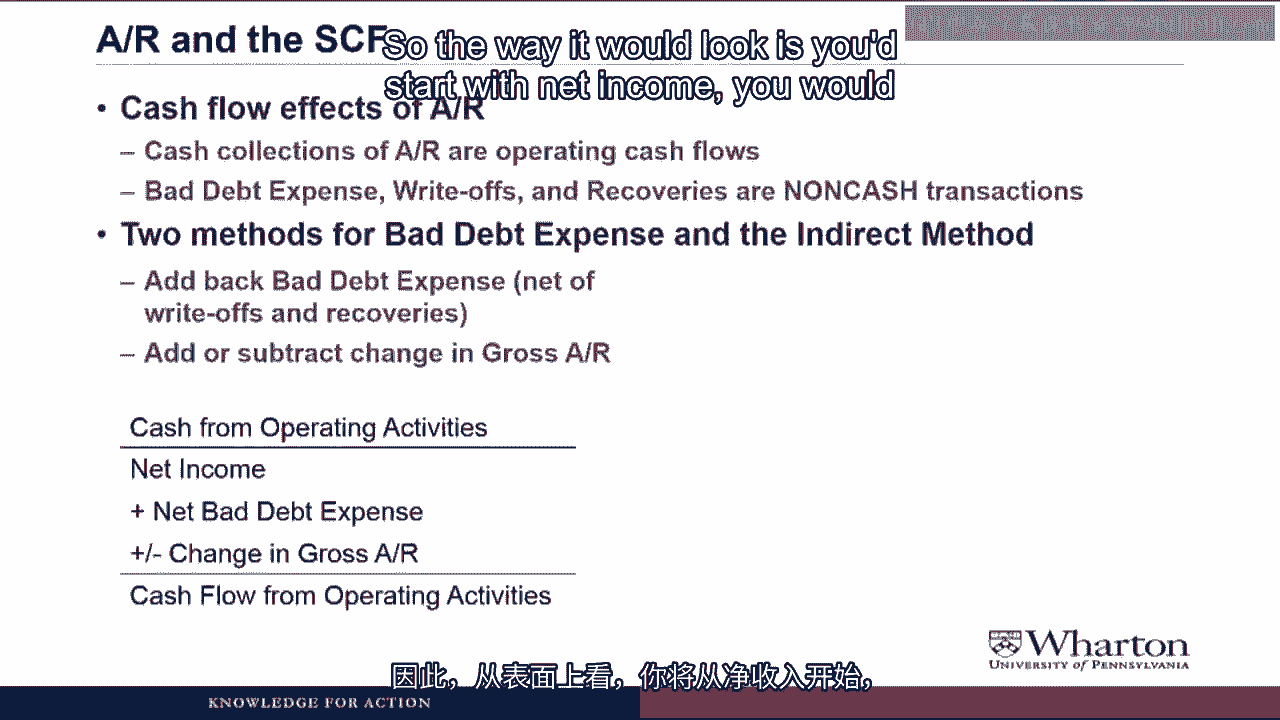 A/R and the SCF
So the way it would look is you'd
start with net income, you would
• Cash flow effects of A/R
– Cash collections of A/R are operating cash flows
– Bad Debt Expense, Write-offs, and Recoveries are NONCASH transactions
• Two methods for Bad Debt Expense and the Indirect Method
– Add back Bad Debt Expense (net of
write-offs and recoveries)
– Add or subtract change in Gross A/R
Cash from Operating Activities
Net Income
+ Net Bad Debt Expense
+/- Change in Gross A/R
Cash Flow from Operating Activities
Wharton
UNIVERSITY of PENNSYLVANIA
因此，从表面上看，你将从净收入开始，
KNOWLEDGE FOR ACTION